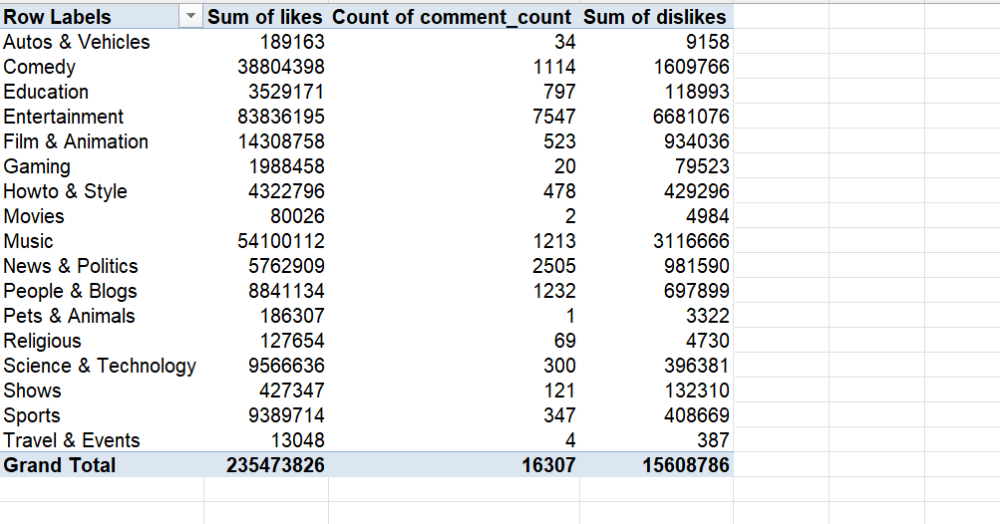 Row Labels Sum of likes Count of comment_count Sum of dislikes
Autos & Vehicles 189163 34 9158
Comedy 38804398 1114 1609766
Education 3529171 797 118993
Entertainment 83836195 7547 6681076
Film & Animation 14308758 523 934036
Gaming 1988458 20 79523
Howto & Style 4322796 478 429296
Movies 80026 2 4984
Music 54100112 1213 3116666
News & Politics 5762909 2505 981590
People & Blogs 8841134 1232 697899
Pets & Animals 186307 1 3322
Religious 127654 69 4730
Science & Technology 9566636 300 396381
Shows 427347 121 132310
Sports 9389714 347 408669
Travel & Events 13048 4 387
Grand Total 235473826 16307 15608786